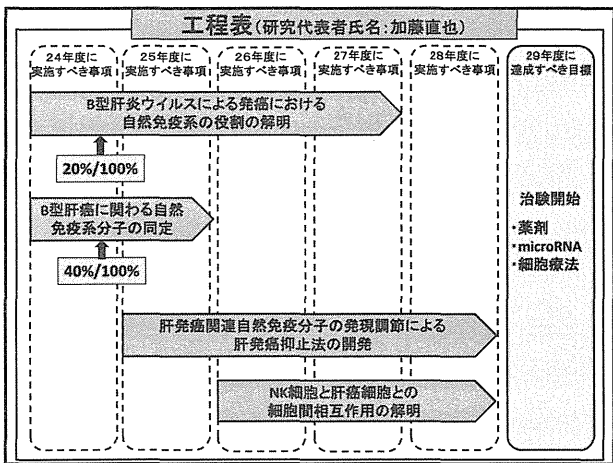 工程表(研究代表者氏名:加藤直也)
24年度に
実施すべき事項
25年度に
実施すべき事項
26年度に
実施すべき事項
27年度に
実施すべき事項
28年度に
実施すべき事項
29年度に
達成すべき目標
B型肝炎ウイルスによる発癌における
自然免疫系の役割の解明
20%/100%
B型肝癌に関わる自然
免疫系分子の同定
40%/100%
肝発癌関連自然免疫分子の発現調節による
肝発癌抑止法の開発
NK細胞と肝癌細胞との
細胞間相互作用の解明
治験開始
・薬剤
・microRNA
・細胞療法